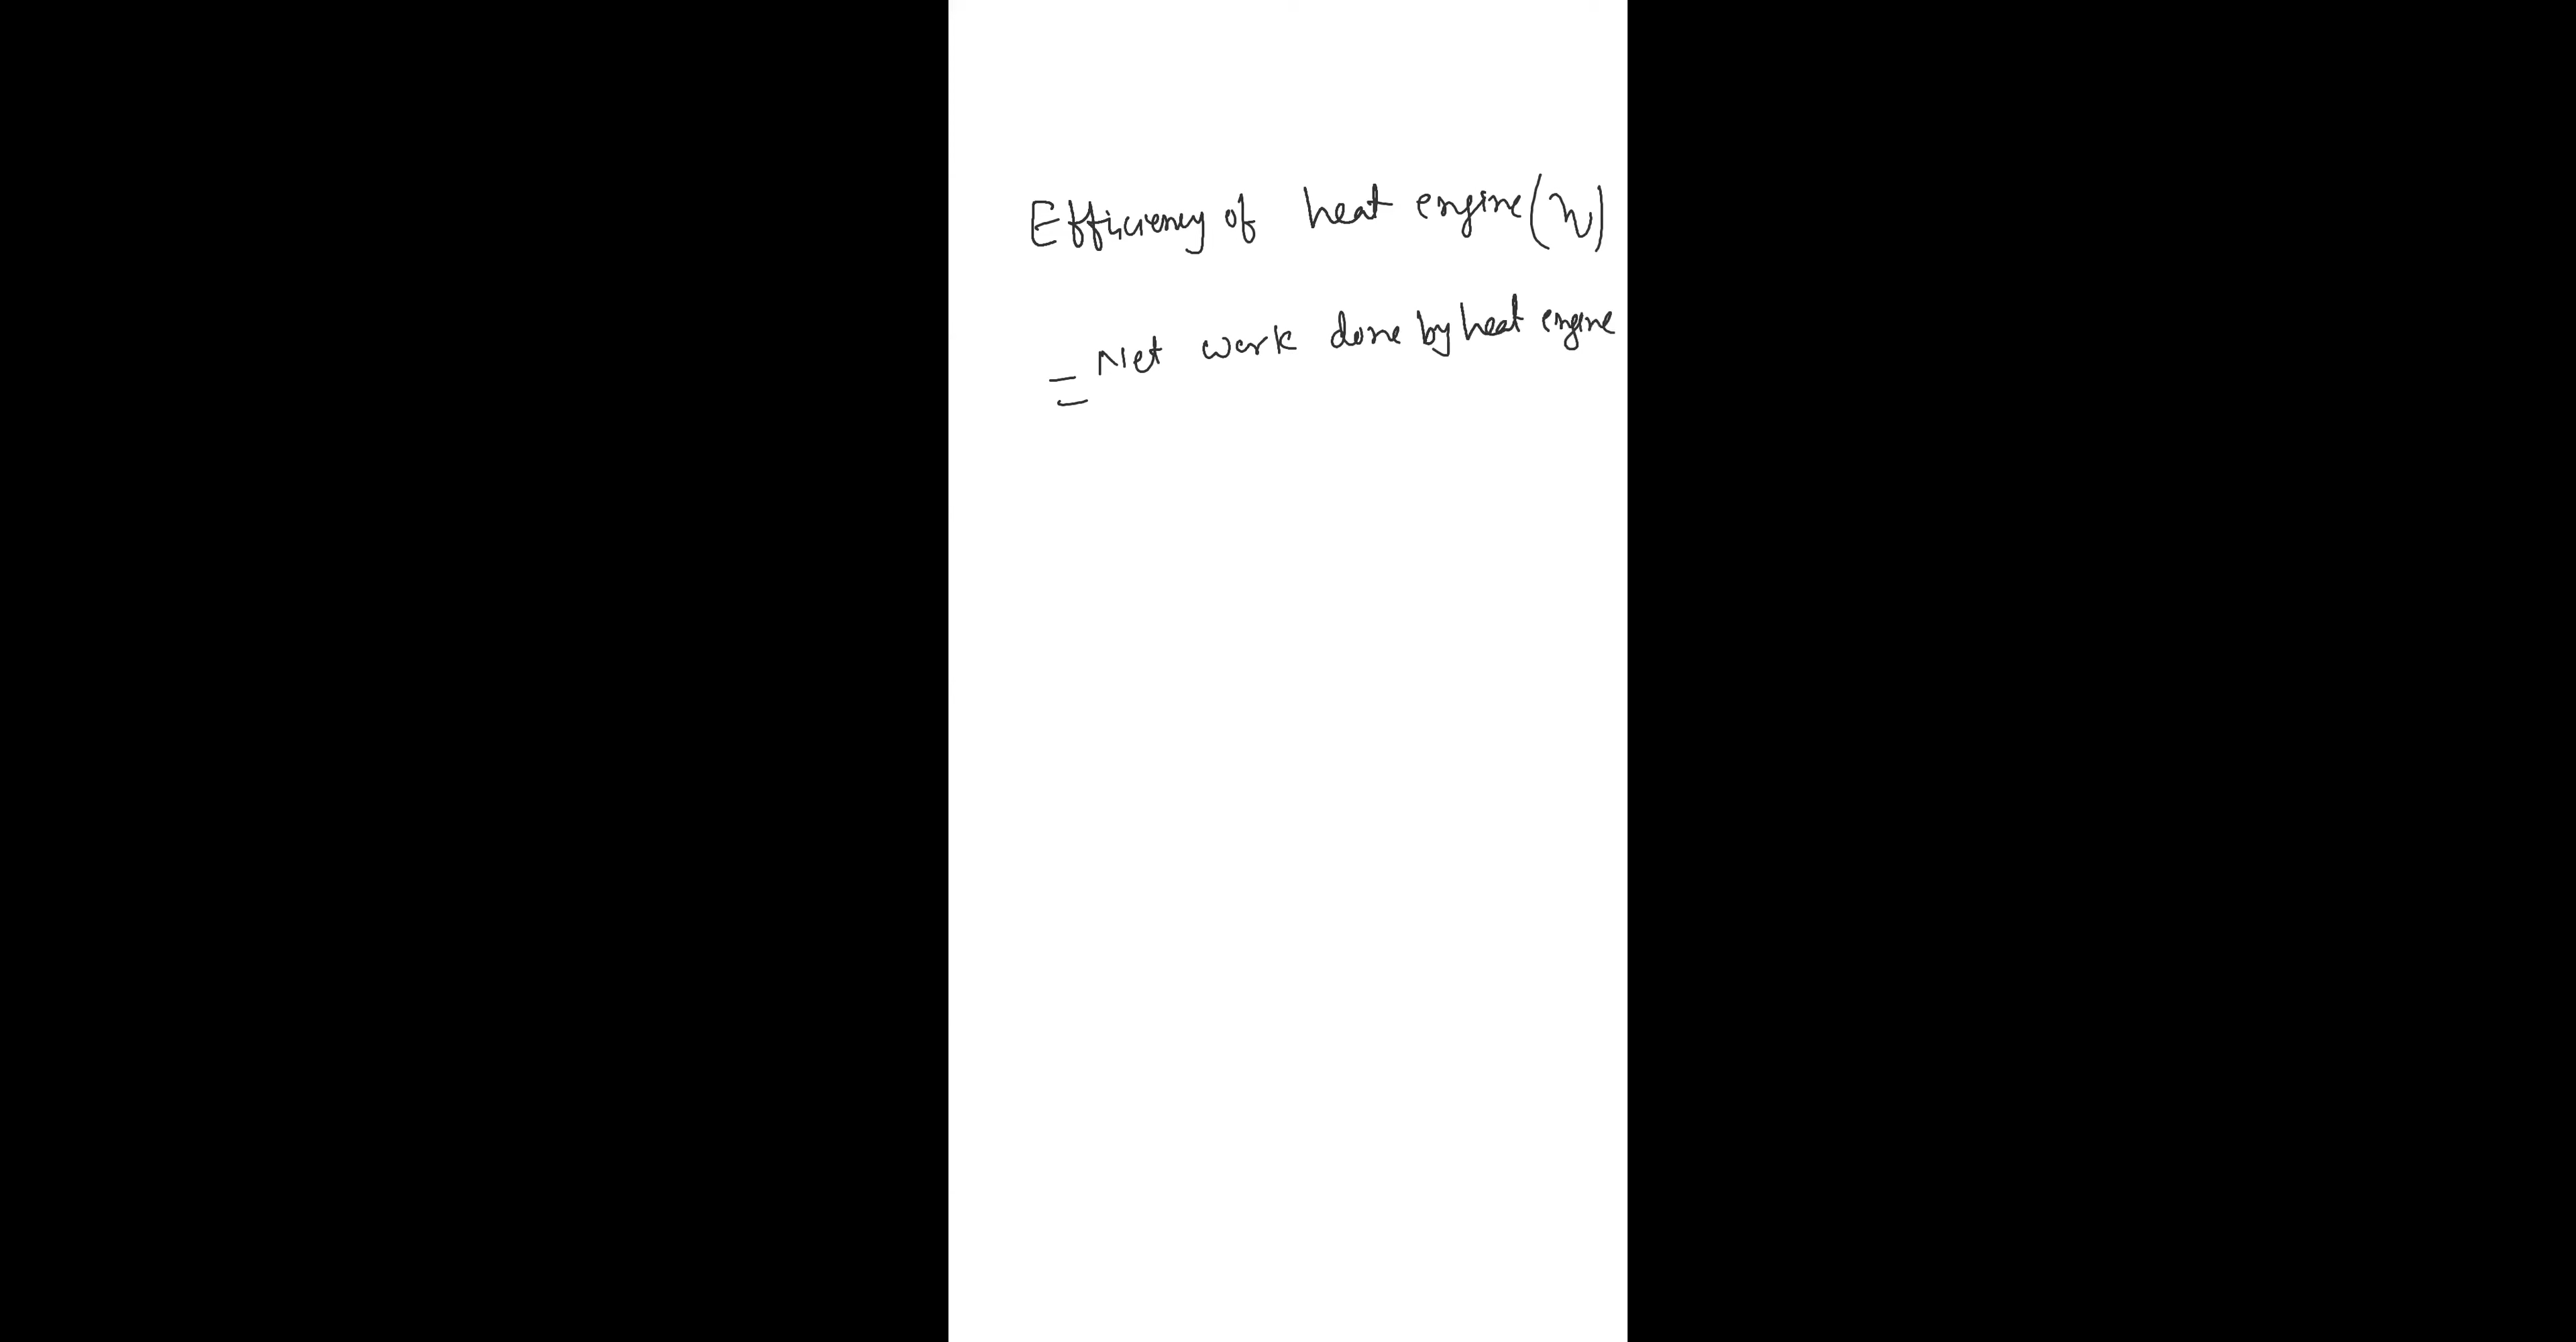 Efficiency of heat engine (η)
= Net work done by heat engine